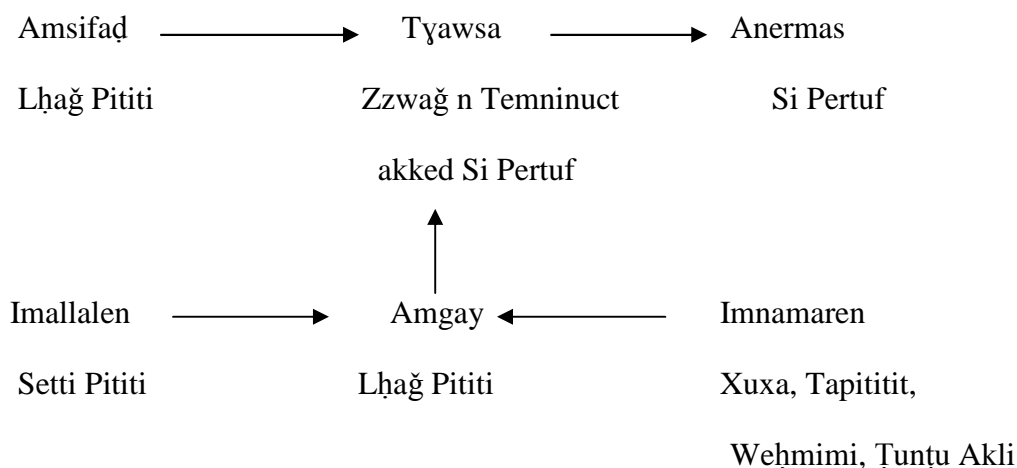 Amsifaḍ Tɣawsa Anermas
Lḥağ Pititi Zzwağ n Temninuct Si Pertuf
akked Si Pertuf
Imallalen Amgay Imnamaren
Setti Pititi Lḥağ Pititi Xuxa, Tapititit,
Weḥmimi, Ṭunṭu Akli